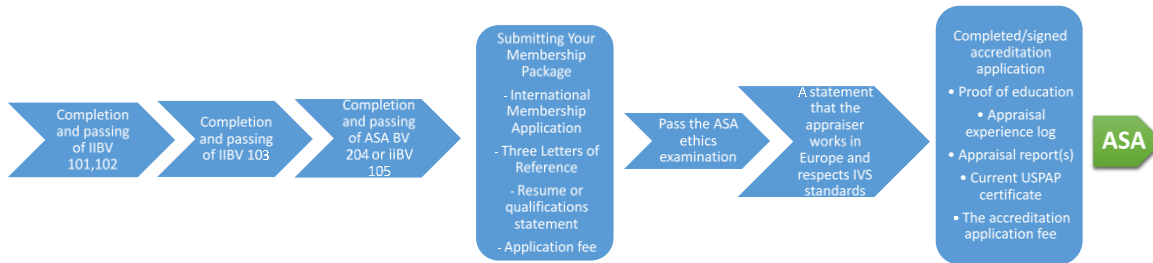 Completion
and passing
of IIBV
101,102
Completion
and passing
of IIBV 103
Completion
and passing
of ASA BV
204 or iiBV
105
Submitting Your
Membership
Package
- International
Membership
Application
- Three Letters of
Reference
- Resume or
qualifications
statement
- Application fee
Pass the ASA
ethics
examination
A statement
that the
appraiser
works in
Europe and
respects IVS
standards
Completed/signed
accreditation
application
• Proof of education
• Appraisal
experience log
• Appraisal report(s)
• Current USPAP
certificate
▪ The accreditation
application fee
ASA